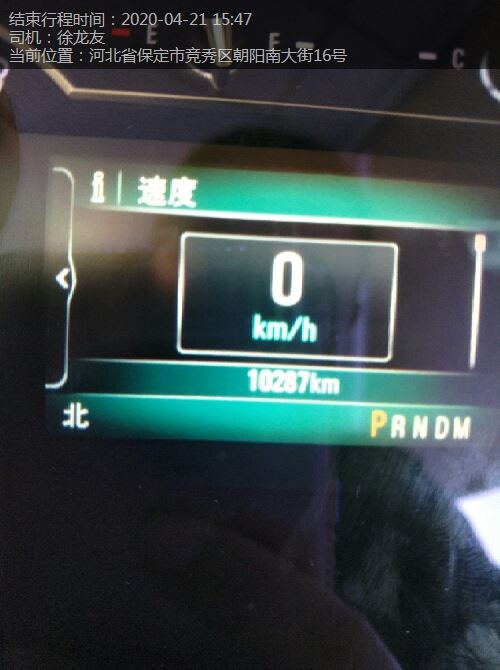 结束行程时间：2020-04-21 15:47
司机：徐龙友
当前位置：河北省保定市竞秀区朝阳南大街16号
E E C
i 速度
0
km/h
10287km
北 PRNDM